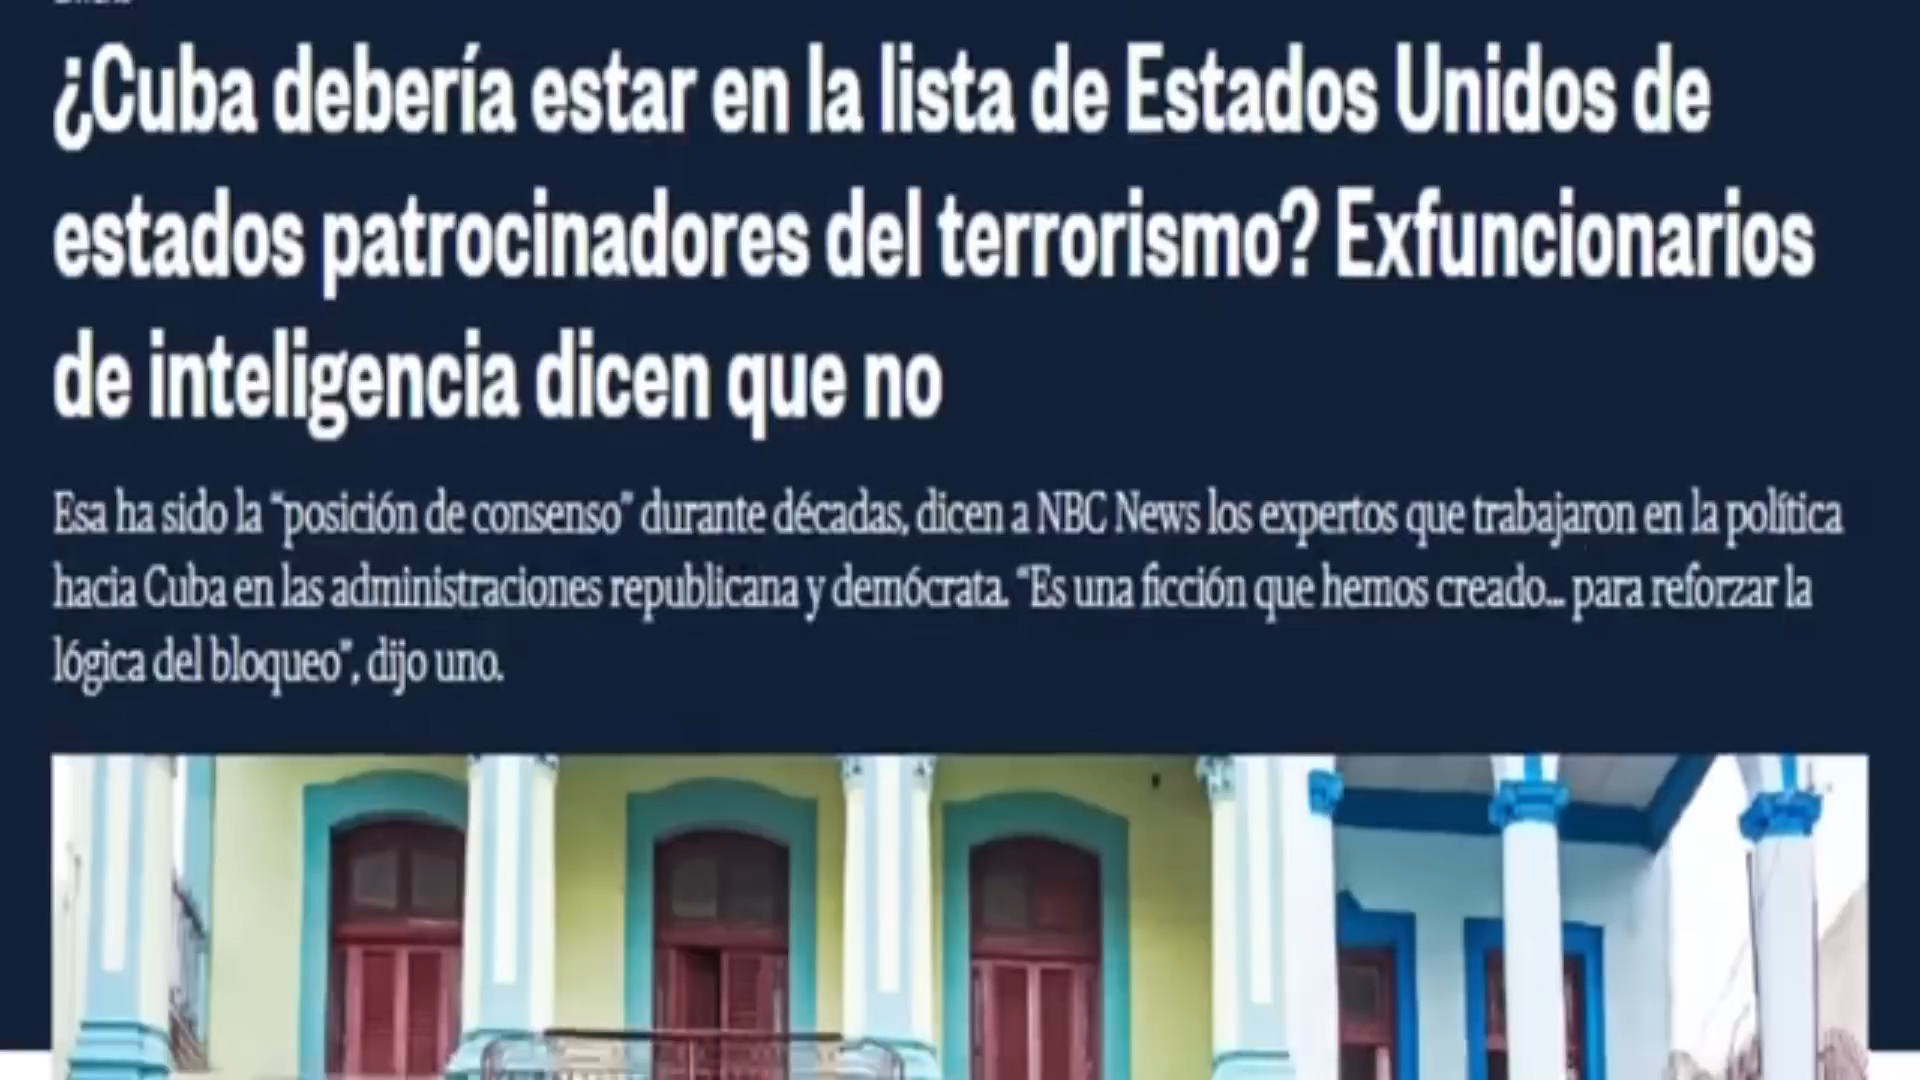 ¿Cuba debería estar en la lista de Estados Unidos de
estados patrocinadores del terrorismo? Exfuncionarios
de inteligencia dicen que no
Esa ha sido la “posición de consenso” durante décadas, dicen a NBC News los expertos que trabajaron en la política
hacia Cuba en las administraciones republicana y demócrata. “Es una ficción que hemos creado... para reforzar la
lógica del bloqueo”, dijo uno.